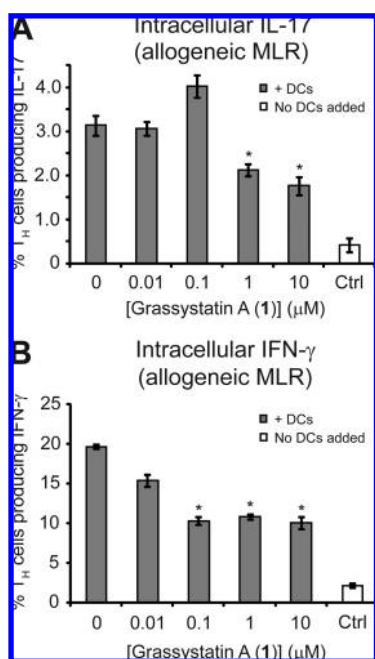 A
Intracellular IL-17
(allogeneic MLR)
% TH cells producing IL-17
4.0
3.0
2.0
1.0
0
+ DCs
No DCs added
*
*
0 0.01 0.1 1 10 Ctrl
[Grassystatin A (1)] (μM)
B
Intracellular IFN-γ
(allogeneic MLR)
% TH cells producing IFN-γ
25
20
15
10
5
0
+ DCs
No DCs added
* * *
0 0.01 0.1 1 10 Ctrl
[Grassystatin A (1)] (μM)